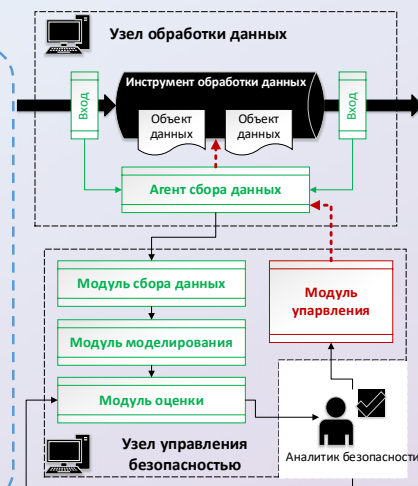 Узел обработки данных
Инструмент обработки данных
Вход
Объект
данных
Объект
данных
Вход
Агент сбора данных
Модуль сбора данных
Модуль
упарвления
Модуль моделирования
Модуль оценки
Узел управления
безопасностью
Аналитик безопасности